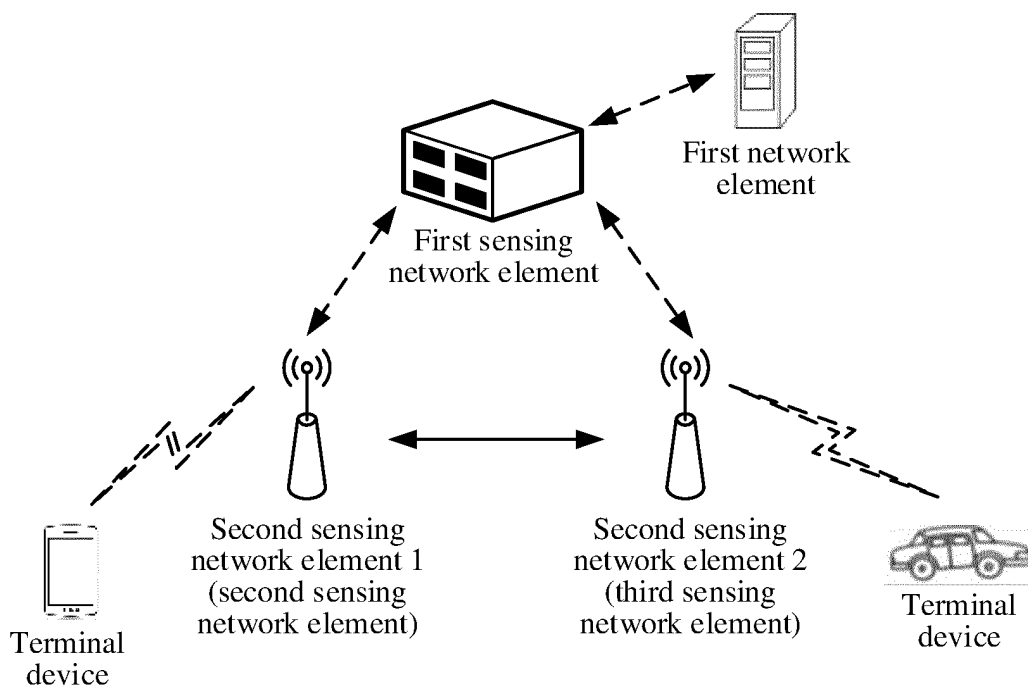 First network
element
First sensing
network element
Second sensing
network element 1
(second sensing
network element)
Second sensing
network element 2
(third sensing
network element)
Terminal
device
Terminal
device